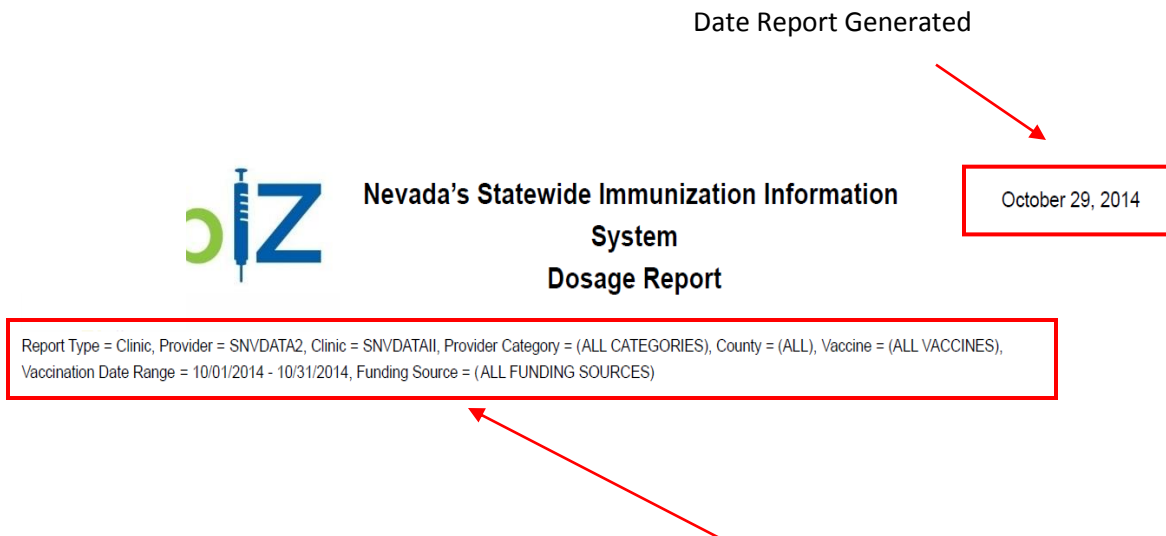 Date Report Generated
IZ
Nevada's Statewide Immunization Information
October 29, 2014
System
Dosage Report
Report Type = Clinic, Provider = SNVDATA2, Clinic = SNVDATAII, Provider Category = (ALL CATEGORIES), County = (ALL), Vaccine = (ALL VACCINES),
Vaccination Date Range = 10/01/2014 - 10/31/2014, Funding Source = (ALL FUNDING SOURCES)